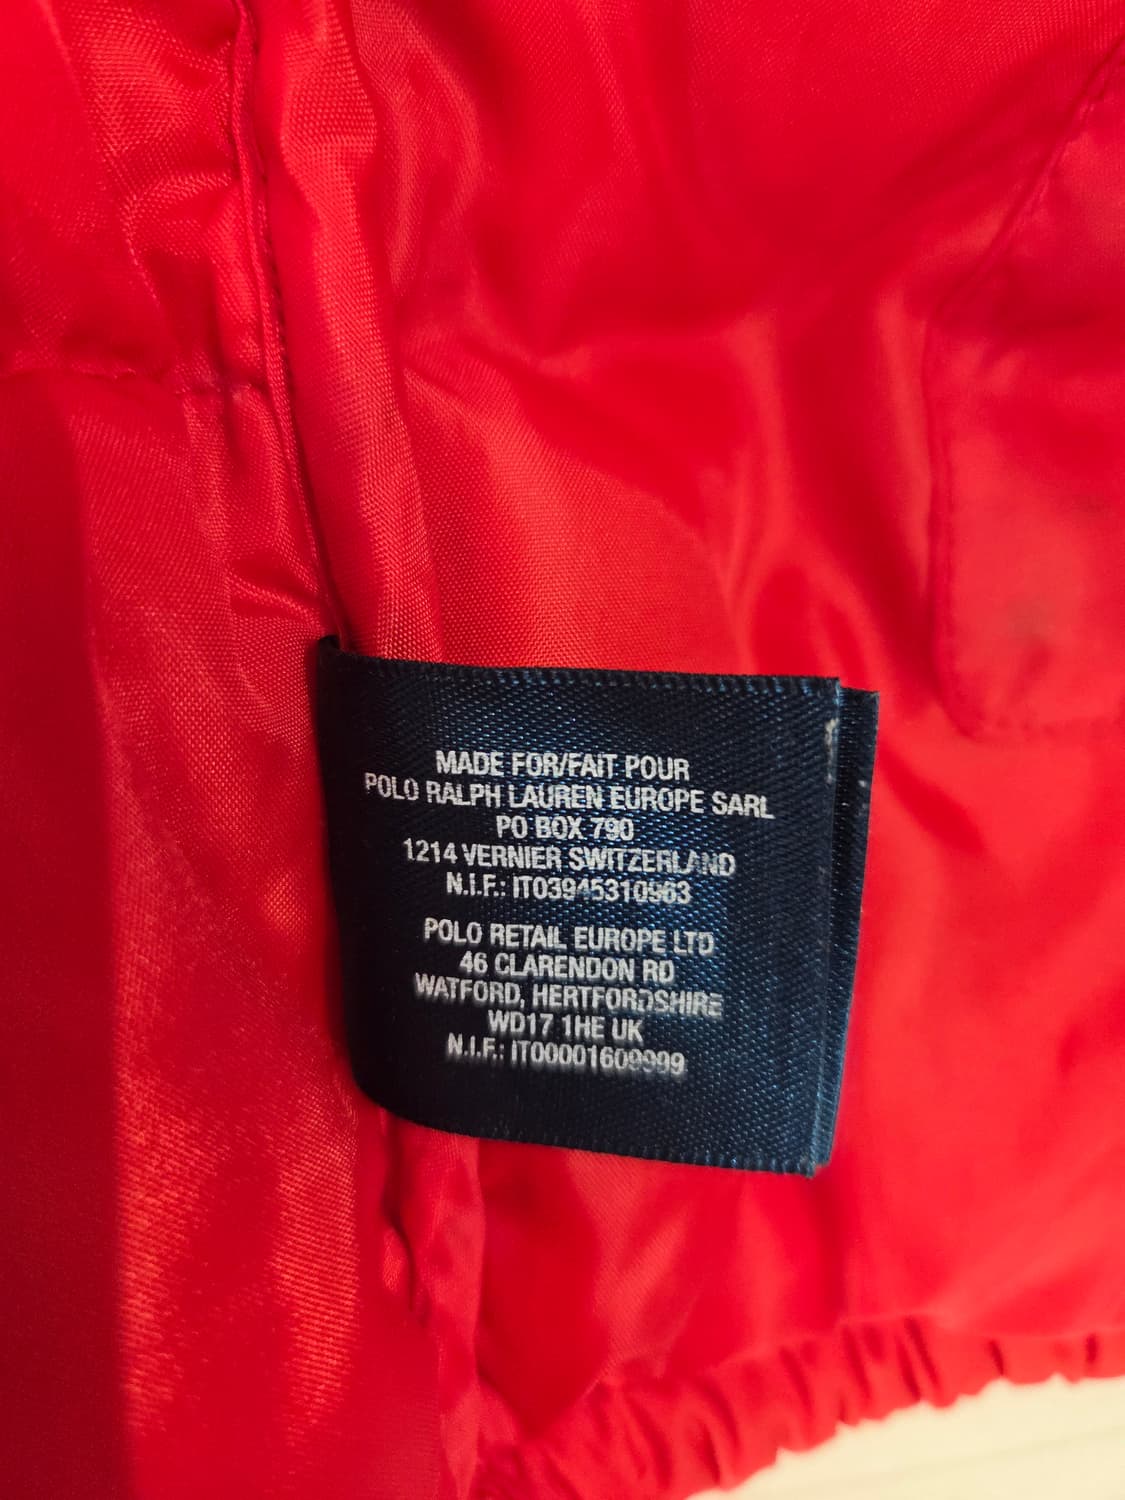 MADE FOR/FAIT POUR
POLO RALPH LAUREN EUROPE SARL
PO BOX 790
1214 VERNIER SWITZERLAND
N.I.F.: IT03945310963
POLO RETAIL EUROPE LTD
46 CLARENDON RD
WATFORD, HERTFORDSHIRE
WD17 1HE UK
N.I.F.: IT00001609999